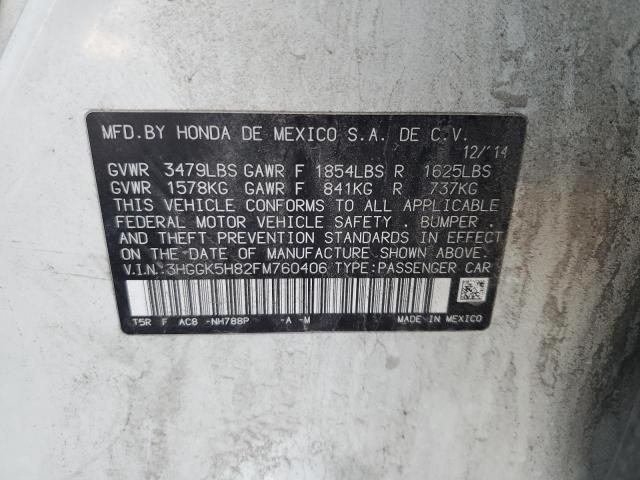 MFD.BY HONDA DE MEXICO S.A. DE C.V.
12/'14
GVWR 3479LBS GAWR F 1854LBS R 1625LBS
GVWR 1578KG GAWR F 841KG R 737KG
THIS VEHICLE CONFORMS TO ALL APPLICABLE
FEDERAL MOTOR VEHICLE SAFETY . BUMPER .
AND THEFT PREVENTION STANDARDS IN EFFECT
ON THE DATE OF MANUFACTURE SHOWN ABOVE.
V.I.N.:3HGGK5H82FM760406 TYPE:PASSENGER CAR
T5R F AC8 -NH788P -A -M MADE IN MEXICO